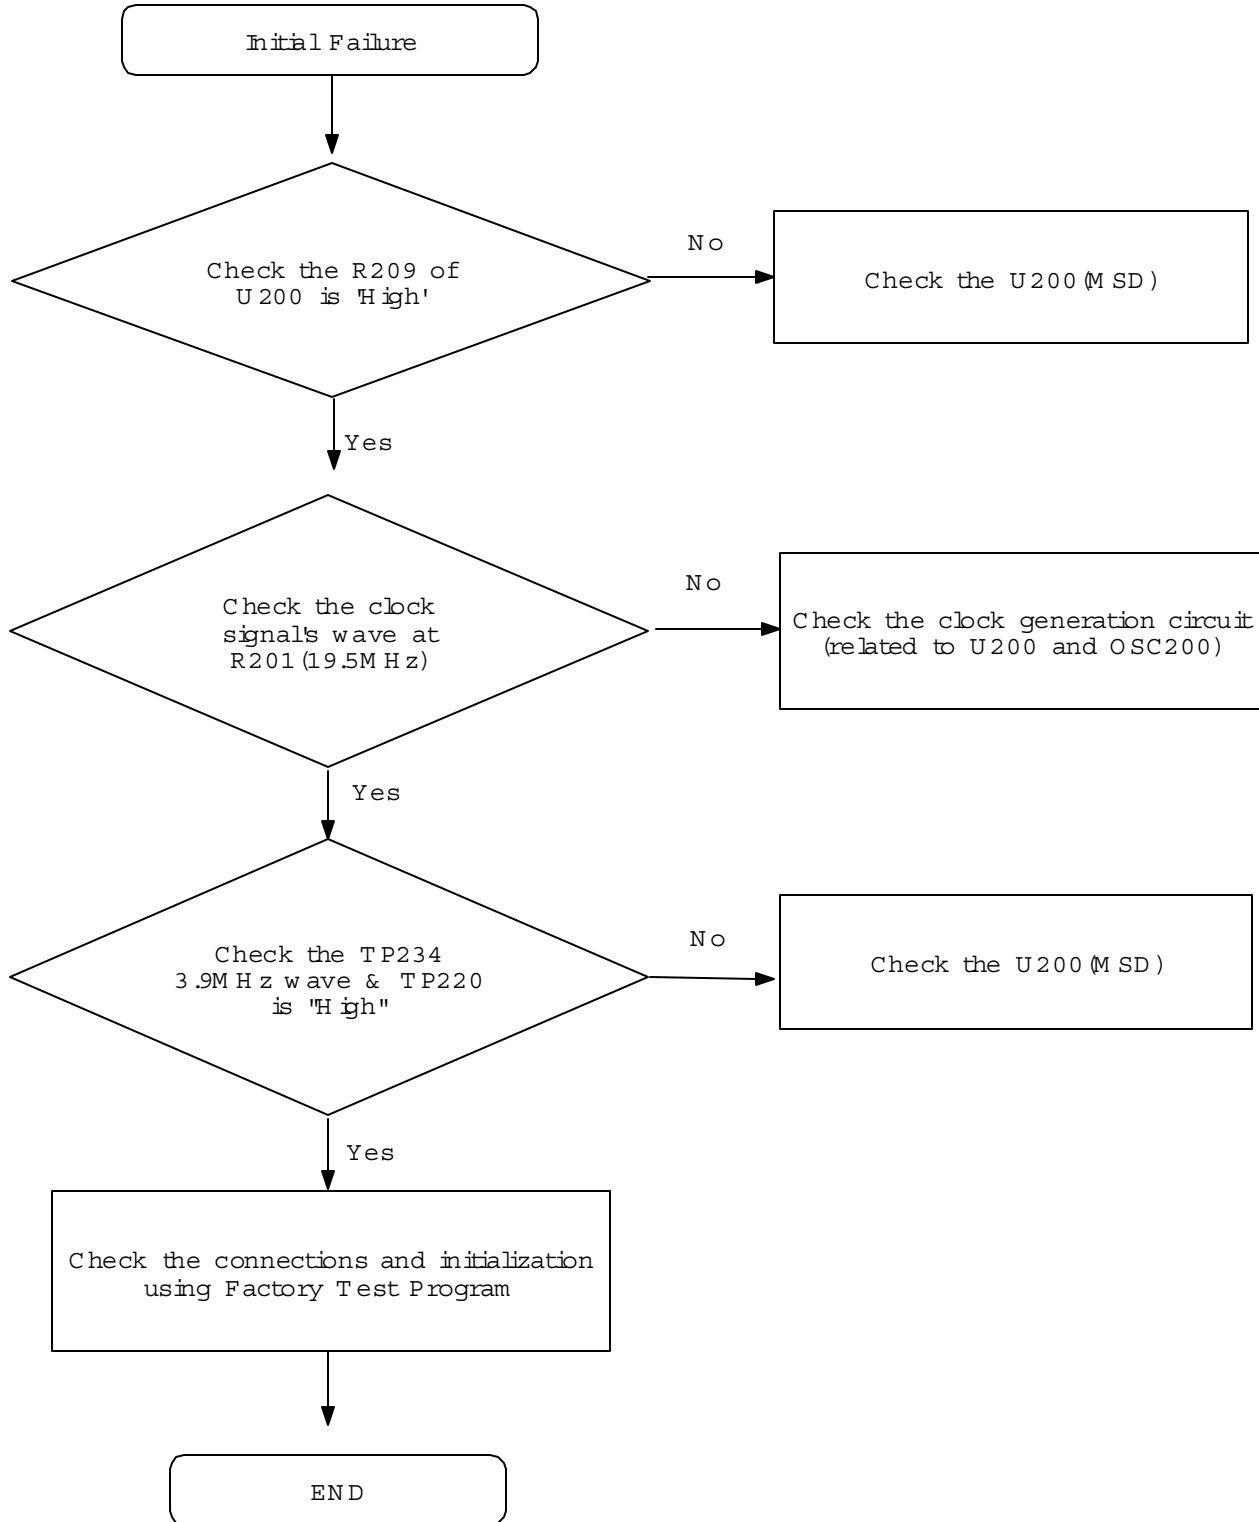 Initial Failure
Check the R209 of
U200 is 'High'
No
Check the U200(MSD)
Yes
Check the clock
signal's wave at
R201(19.5MHz)
No
Check the clock generation circuit
(related to U200 and OSC200)
Yes
Check the TP234
3.9MHz wave & TP220
is "High"
No
Check the U200(MSD)
Yes
Check the connections and initialization
using Factory Test Program
END